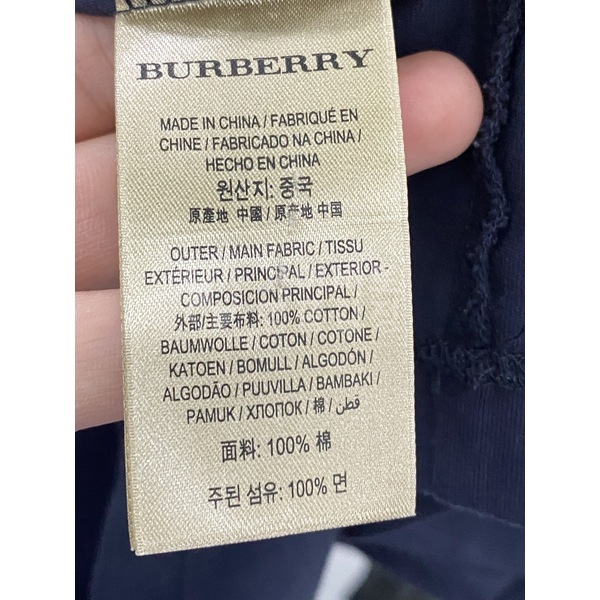 BURBERRY
MADE IN CHINA / FABRIQUÉ EN
CHINE / FABRICADO NA CHINA /
HECHO EN CHINA
원산지: 중국
原產地 中國 / 原产地 中国
OUTER / MAIN FABRIC / TISSU
EXTÉRIEUR / PRINCIPAL / EXTERIOR -
COMPOSICION PRINCIPAL /
外部/主要布料: 100% COTTON /
BAUMWOLLE / COTON / COTONE /
KATOEN / BOMULL / ALGODÓN /
ALGODÃO / PUUVILLA / BAMBAKI /
PAMUK / ХЛОПОК / 棉 / قطن /
面料: 100% 棉
주된 섬유: 100% 면